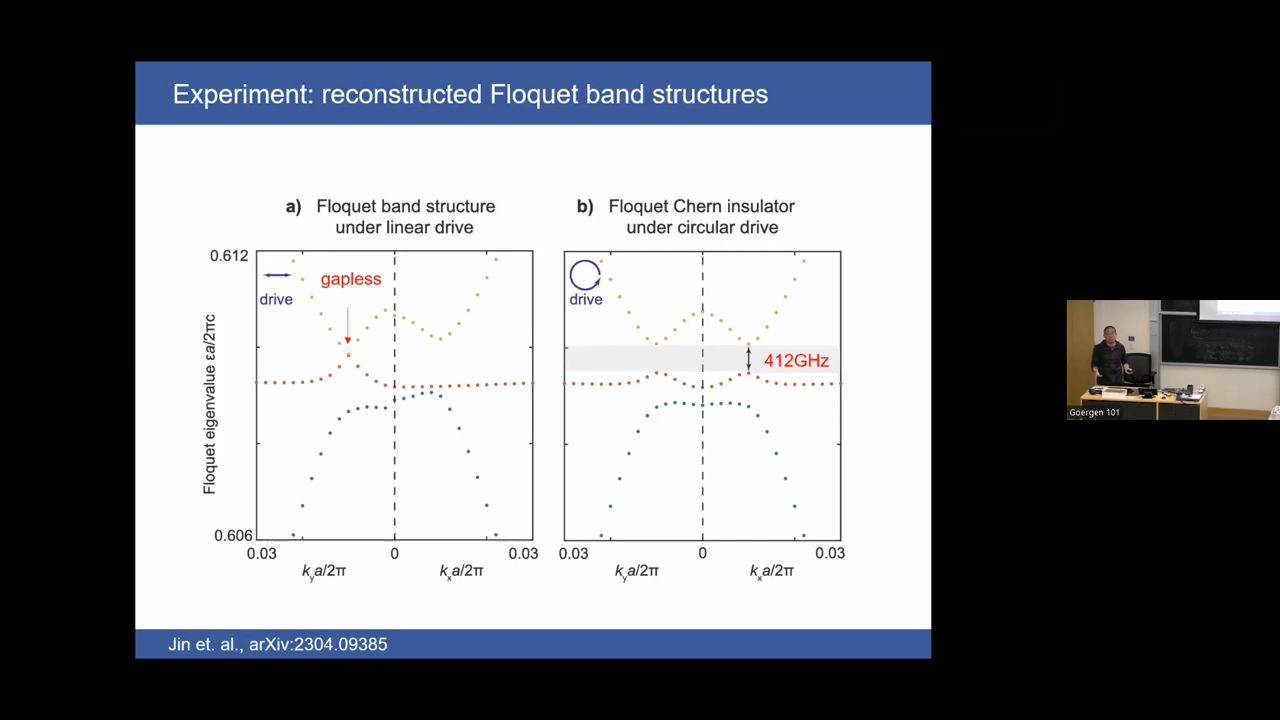 Experiment: reconstructed Floquet band structures
a) Floquet band structure
under linear drive
b) Floquet Chern insulator
under circular drive
0.612
gapless
drive
drive
412GHz
Floquet eigenvalue εa/2πc
0.606
0.03
0
0.03
0.03
0
0.03
kya/2π
kxa/2π
kya/2π
kxa/2π
Goergen 101
Jin et. al., arXiv:2304.09385